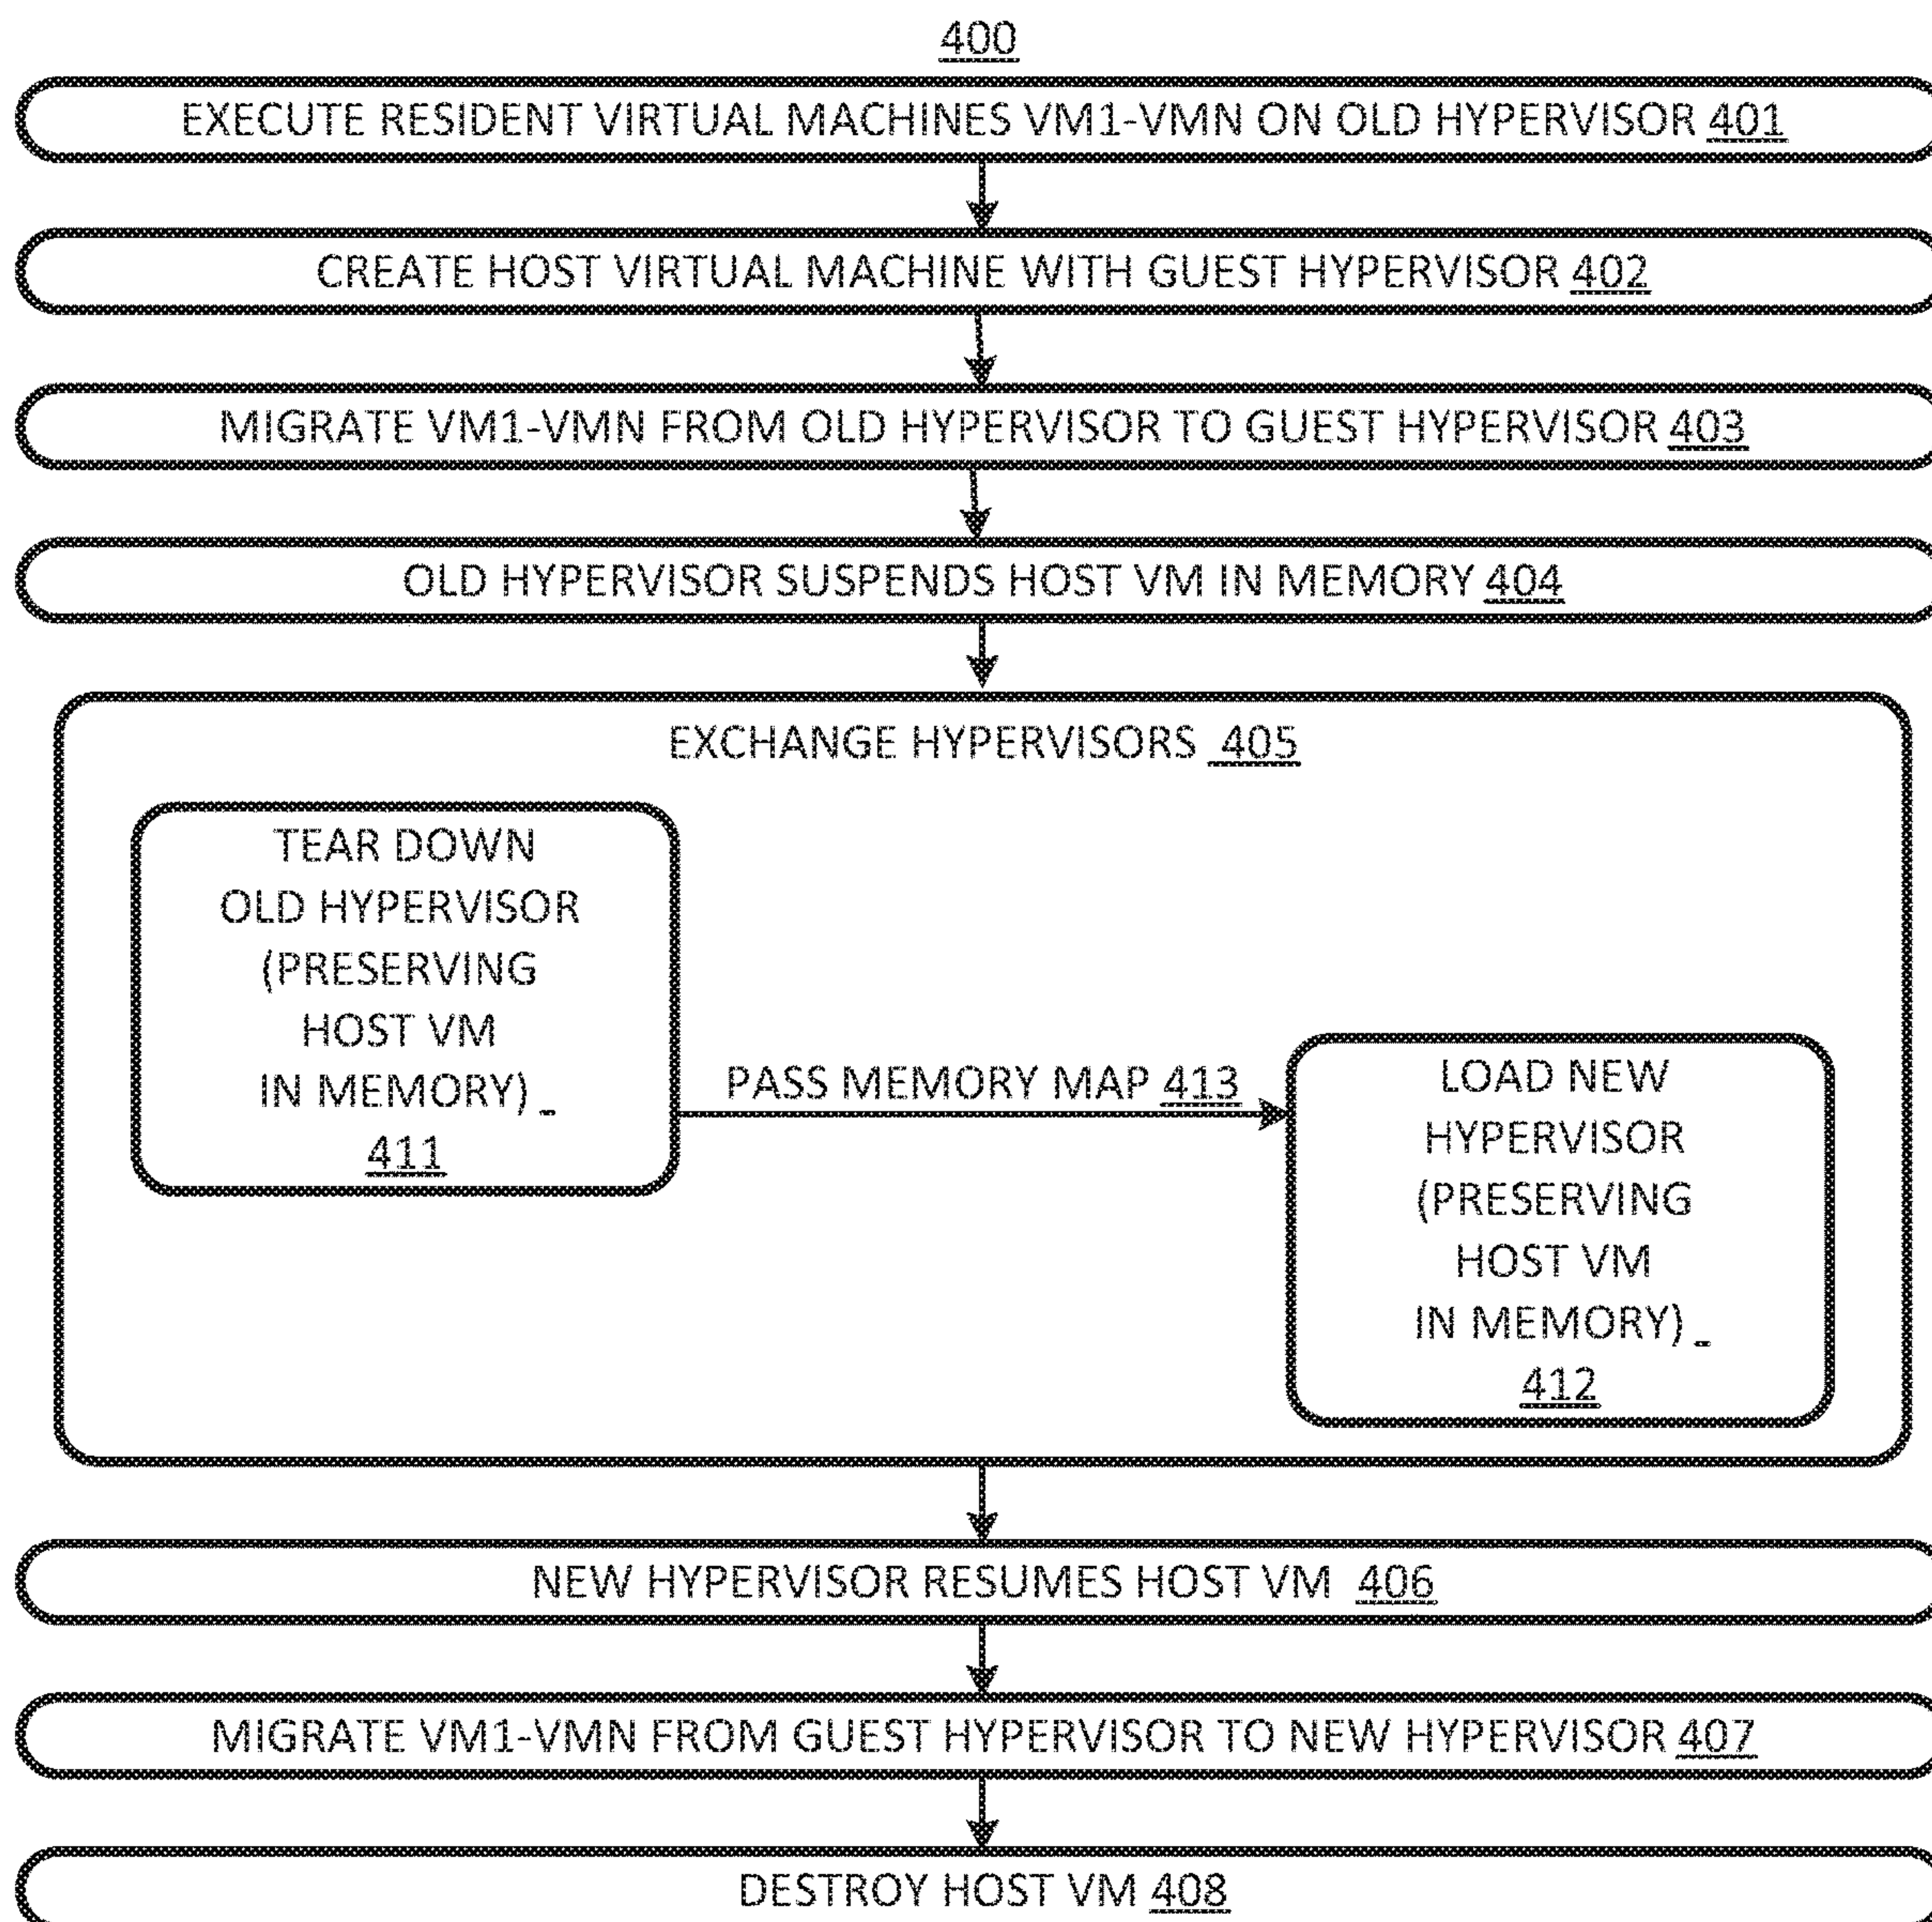 400
EXECUTE RESIDENT VIRTUAL MACHINES VM1-VMN ON OLD HYPERVISOR 401
CREATE HOST VIRTUAL MACHINE WITH GUEST HYPERVISOR 402
MIGRATE VM1-VMN FROM OLD HYPERVISOR TO GUEST HYPERVISOR 403
OLD HYPERVISOR SUSPENDS HOST VM IN MEMORY 404
EXCHANGE HYPERVISORS 405
TEAR DOWN
OLD HYPERVISOR
(PRESERVING
HOST VM
IN MEMORY)
411
PASS MEMORY MAP 413
LOAD NEW
HYPERVISOR
(PRESERVING
HOST VM
IN MEMORY)
412
NEW HYPERVISOR RESUMES HOST VM 406
MIGRATE VM1-VMN FROM GUEST HYPERVISOR TO NEW HYPERVISOR 407
DESTROY HOST VM 408